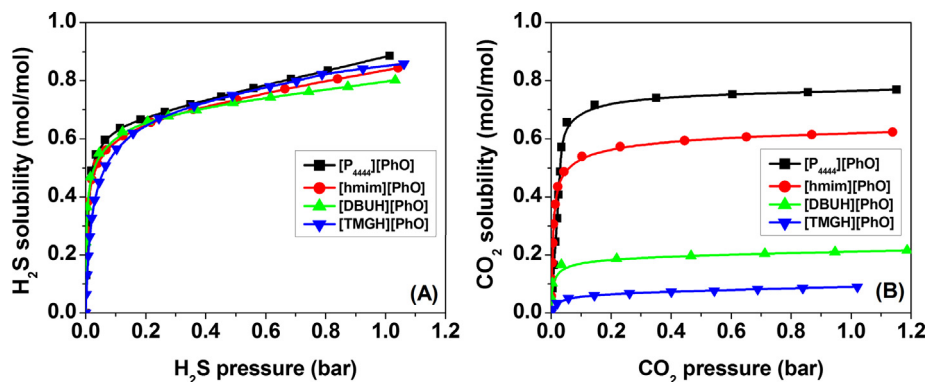 H₂S solubility (mol/mol)
1.0
0.8
0.6
0.4
0.2
0.0
[P₄₄₄₄][PhO]
[hmim][PhO]
[DBUH][PhO]
[TMGH][PhO]
(A)
0.0 0.2 0.4 0.6 0.8 1.0 1.2
H₂S pressure (bar)
CO₂ solubility (mol/mol)
1.0
0.8
0.6
0.4
0.2
0.0
[P₄₄₄₄][PhO]
[hmim][PhO]
[DBUH][PhO]
[TMGH][PhO]
(B)
0.0 0.2 0.4 0.6 0.8 1.0 1.2
CO₂ pressure (bar)